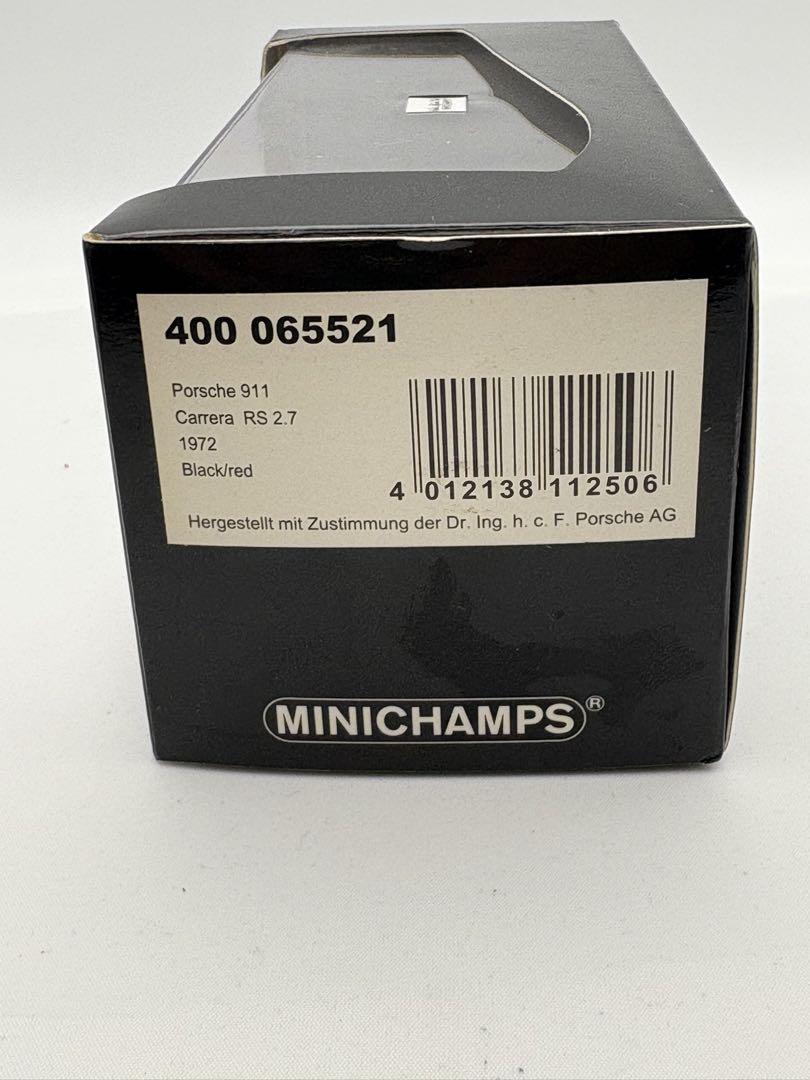 400 065521
Porsche 911
Carrera RS 2.7
1972
Black/red
4 012138 112506
Hergestellt mit Zustimmung der Dr. Ing. h. c. F. Porsche AG
MINICHAMPS®